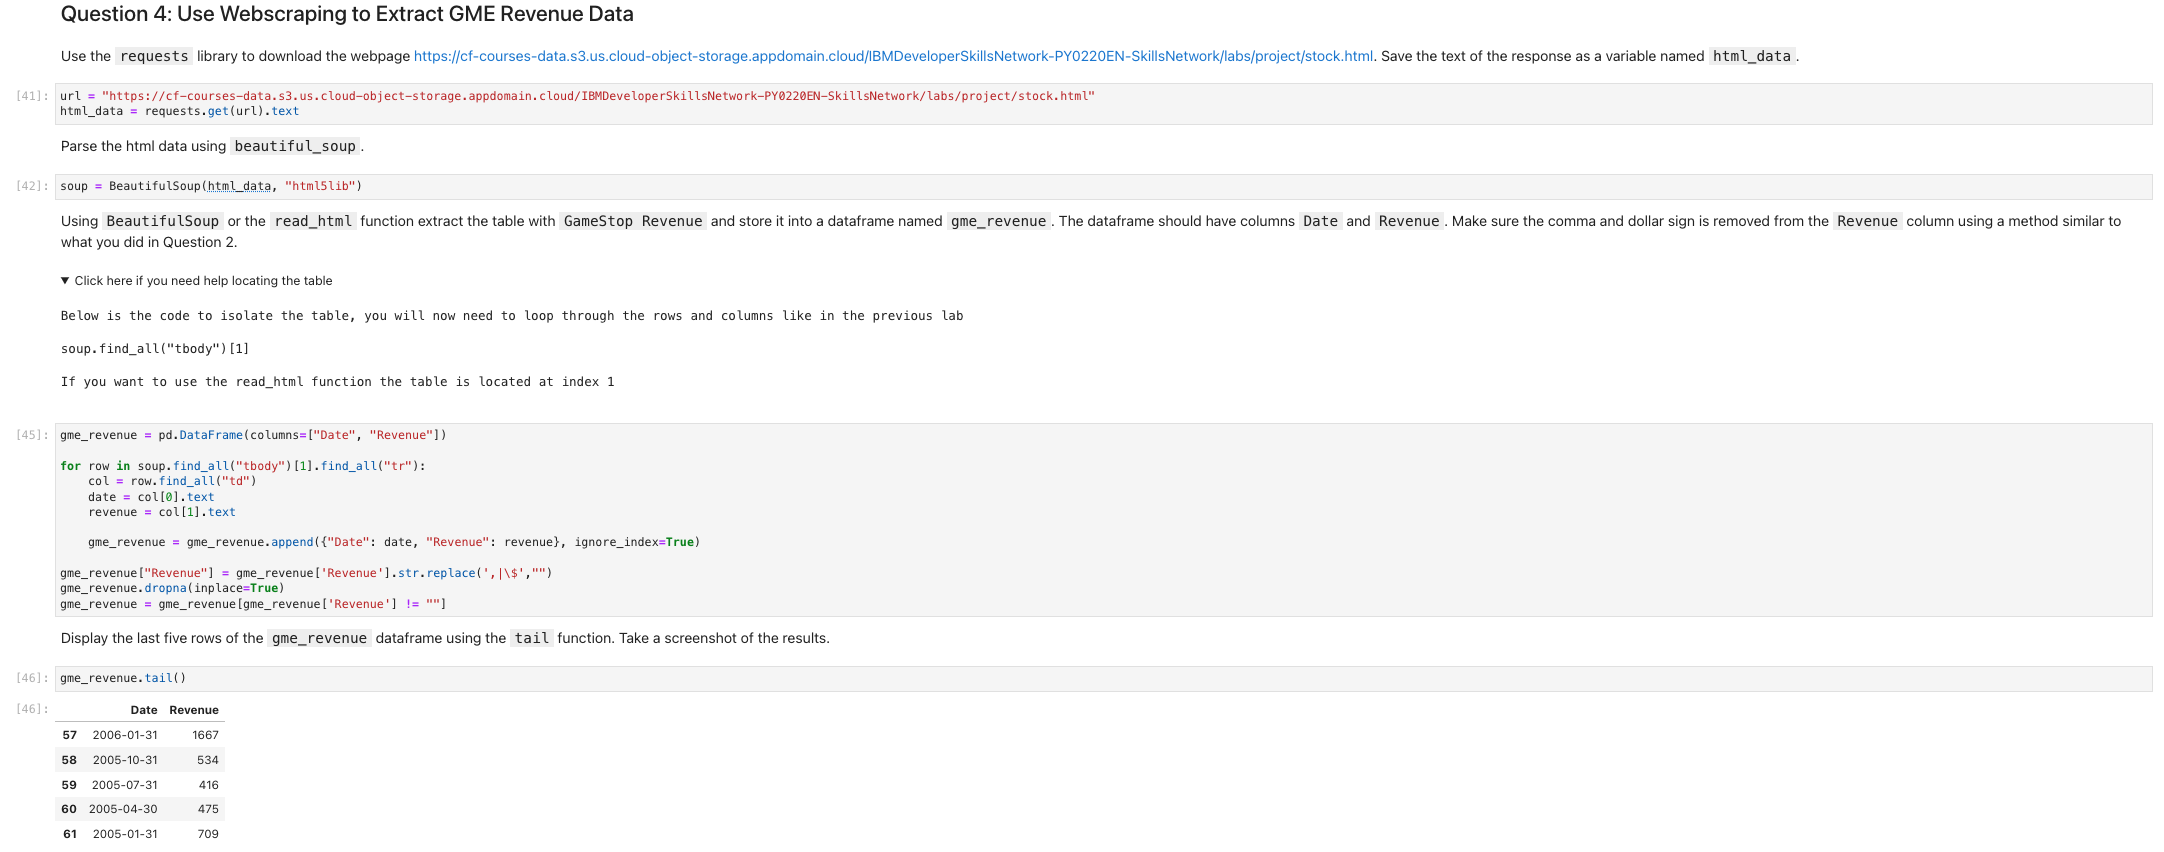 Question 4: Use Webscraping to Extract GME Revenue Data
Use the requests library to download the webpage https://cf-courses-data.s3.us.cloud-object-storage.appdomain.cloud/IBMDeveloperSkillsNetwork-PY0220EN-SkillsNetwork/labs/project/stock.html. Save the text of the response as a variable named html_data.
[41]: url = "https://cf-courses-data.s3.us.cloud-object-storage.appdomain.cloud/IBMDeveloperSkillsNetwork-PY0220EN-SkillsNetwork/labs/project/stock.html"
html_data = requests.get(url).text
Parse the html data using beautiful_soup.
[42]: soup = BeautifulSoup(html_data, "html5lib")
Using BeautifulSoup or the read_html function extract the table with GameStop Revenue and store it into a dataframe named gme_revenue. The dataframe should have columns Date and Revenue. Make sure the comma and dollar sign is removed from the Revenue column using a method similar to
what you did in Question 2.
▼ Click here if you need help locating the table
Below is the code to isolate the table, you will now need to loop through the rows and columns like in the previous lab
soup.find_all("tbody")[1]
If you want to use the read_html function the table is located at index 1
[45]: gme_revenue = pd.DataFrame(columns=["Date", "Revenue"])
for row in soup.find_all("tbody")[1].find_all("tr"):
    col = row.find_all("td")
    date = col[0].text
    revenue = col[1].text
    gme_revenue = gme_revenue.append({"Date": date, "Revenue": revenue}, ignore_index=True)
gme_revenue["Revenue"] = gme_revenue['Revenue'].str.replace(',|\$',"")
gme_revenue.dropna(inplace=True)
gme_revenue = gme_revenue[gme_revenue['Revenue'] != ""]
Display the last five rows of the gme_revenue dataframe using the tail function. Take a screenshot of the results.
[46]: gme_revenue.tail()
[46]: Date Revenue
57 2006-01-31 1667
58 2005-10-31 534
59 2005-07-31 416
60 2005-04-30 475
61 2005-01-31 709